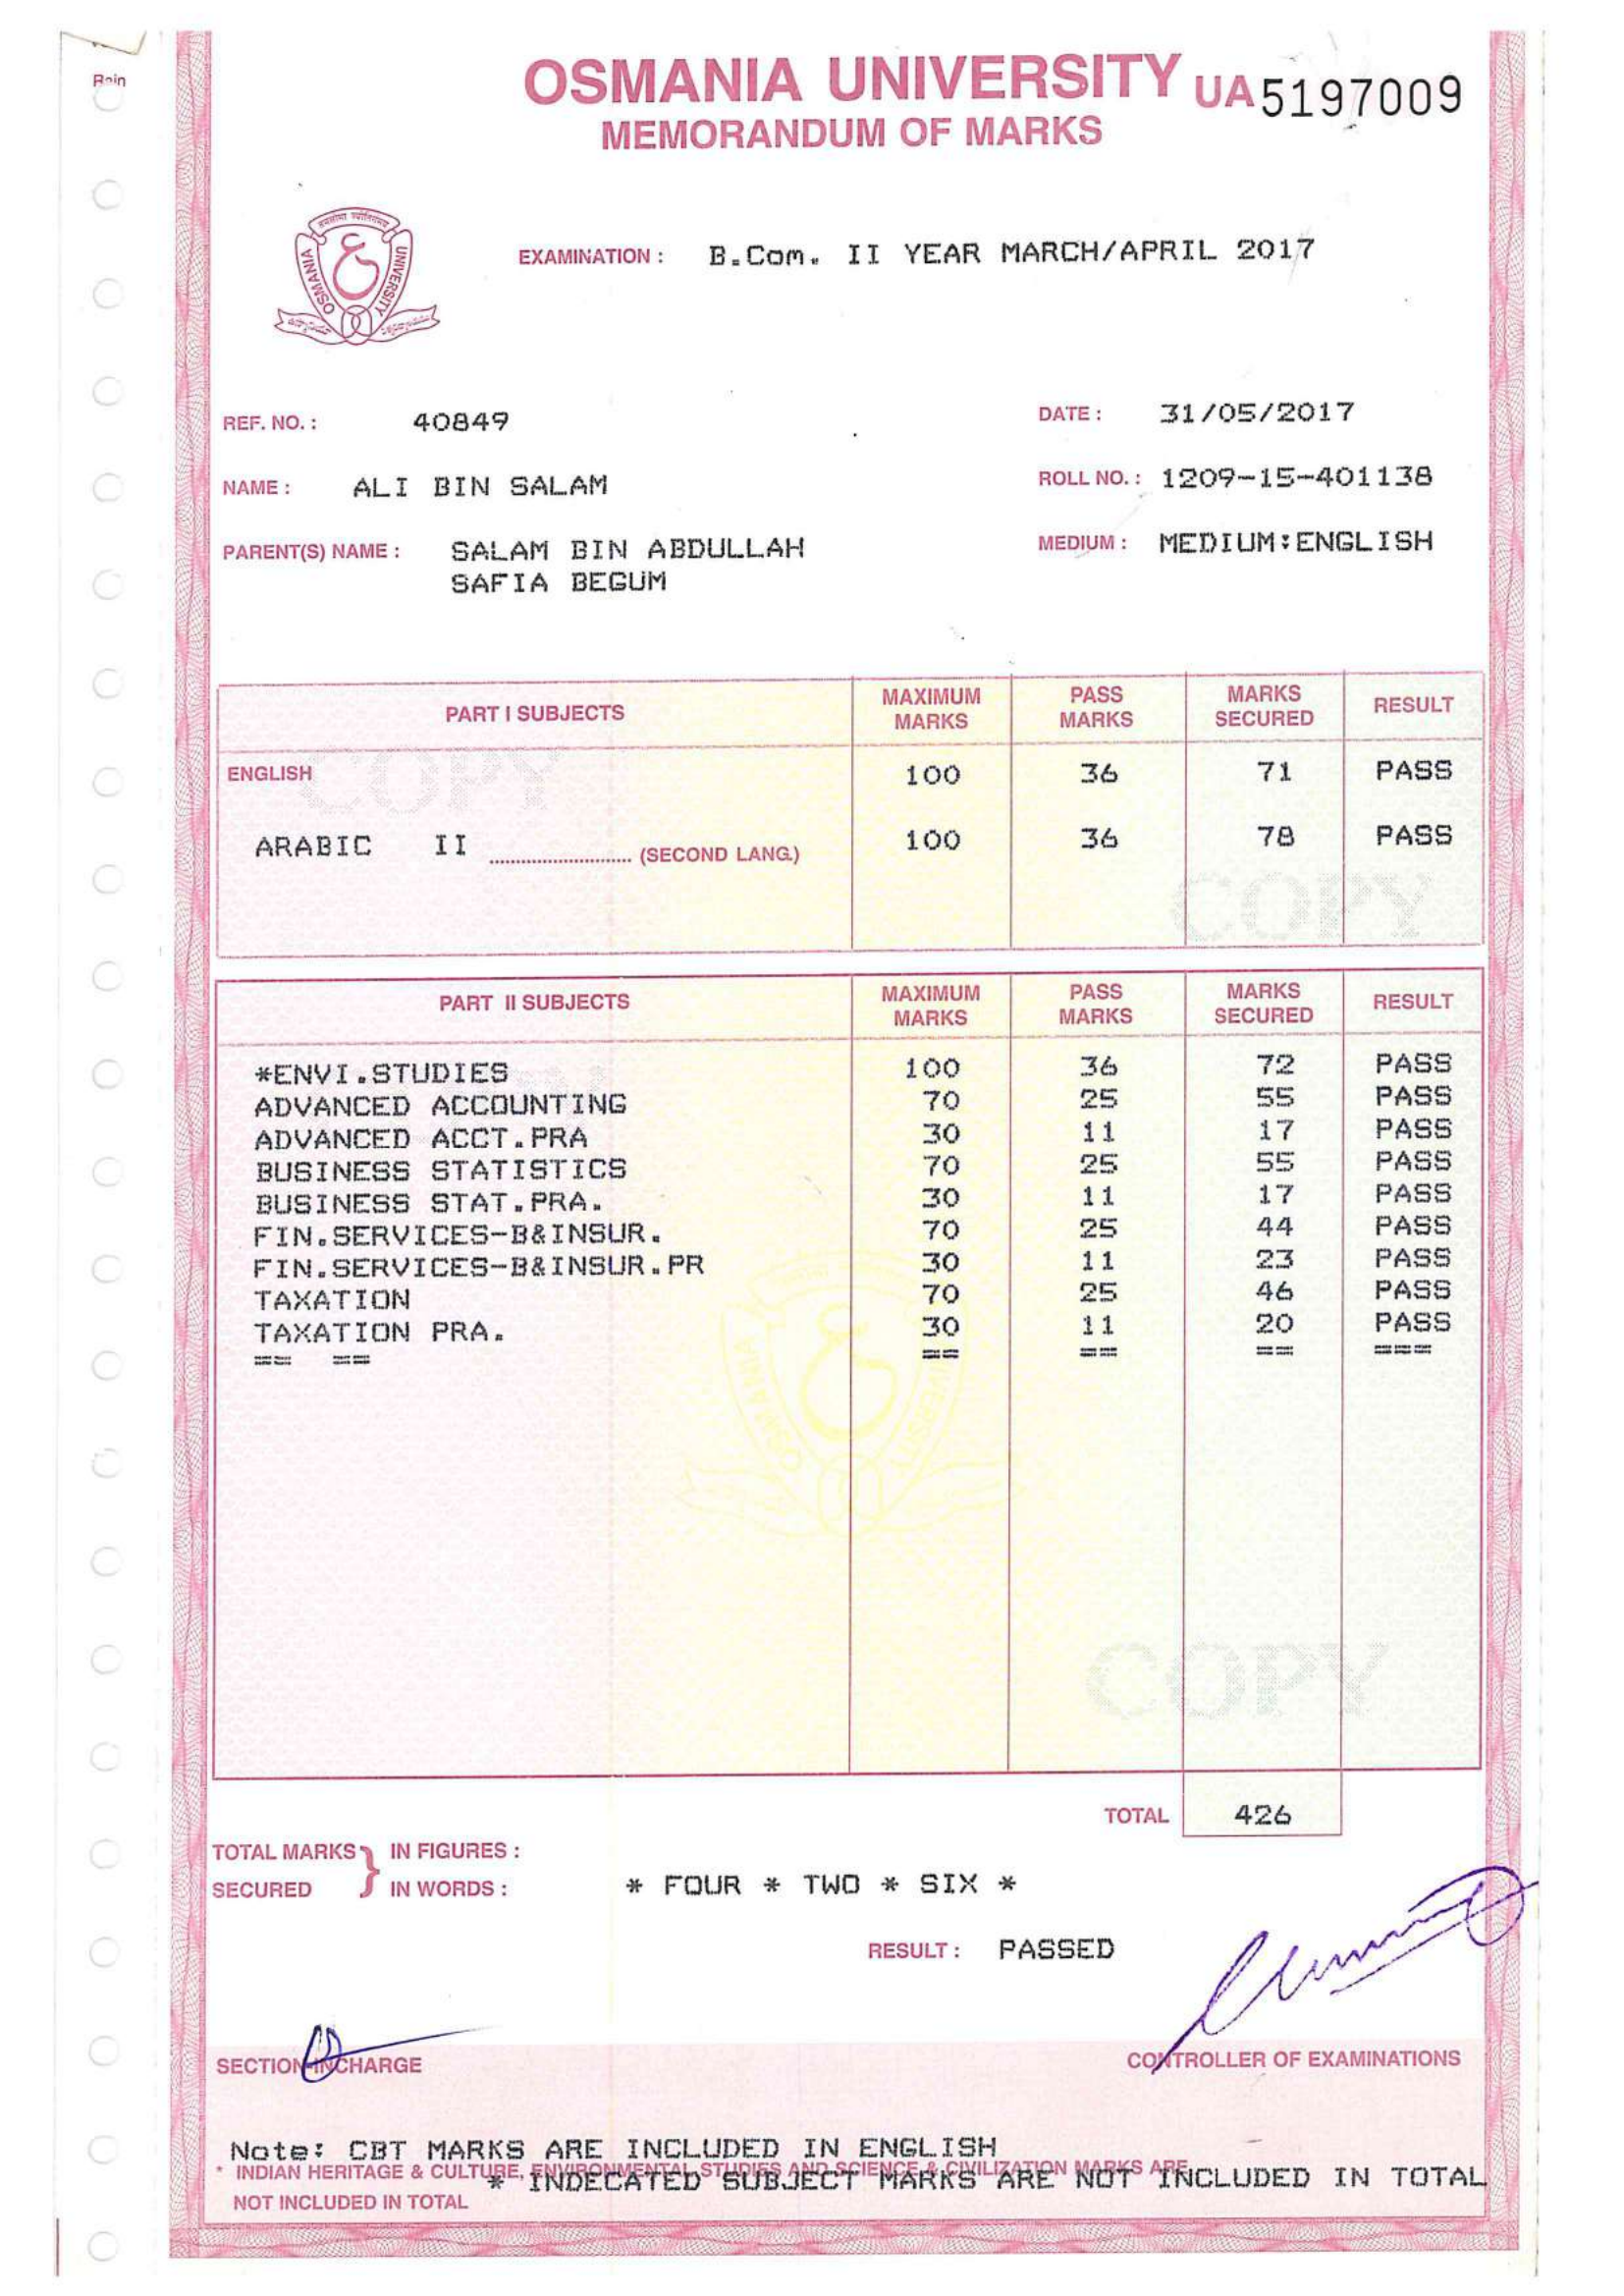 Rain
OSMANIA UNIVERSITY UA 5197009
MEMORANDUM OF MARKS
OSMANIA UNIVERSITY
EXAMINATION : B.Com. II YEAR MARCH/APRIL 2017
REF. NO. : 40849
DATE : 31/05/2017
NAME : ALI BIN SALAM
ROLL NO. : 1209-15-401138
PARENT(S) NAME : SALAM BIN ABDULLAH
MEDIUM : MEDIUM:ENGLISH
SAFIA BEGUM
PART I SUBJECTS MAXIMUM MARKS PASS MARKS MARKS SECURED RESULT
COPY
ENGLISH 100 36 71 PASS
ARABIC II ........................ (SECOND LANG.) 100 36 78 PASS
COPY
PART II SUBJECTS MAXIMUM MARKS PASS MARKS MARKS SECURED RESULT
*ENVI.STUDIES 100 36 72 PASS
ADVANCED ACCOUNTING 70 25 55 PASS
ADVANCED ACCT.PRA 30 11 17 PASS
BUSINESS STATISTICS 70 25 55 PASS
BUSINESS STAT.PRA. 30 11 17 PASS
FIN.SERVICES-B&INSUR. 70 25 44 PASS
FIN.SERVICES-B&INSUR.PR 30 11 23 PASS
TAXATION 70 25 46 PASS
TAXATION PRA. 30 11 20 PASS
== == == == == ===
OSMANIA UNIVERSITY
COPY
TOTAL 426
TOTAL MARKS SECURED } IN FIGURES :
IN WORDS : * FOUR * TWO * SIX *
RESULT : PASSED
SECTION-INCHARGE
CONTROLLER OF EXAMINATIONS
Note: CBT MARKS ARE INCLUDED IN ENGLISH
* INDIAN HERITAGE & CULTURE, ENVIRONMENTAL STUDIES AND SCIENCE & CIVILIZATION MARKS ARE
* INDECATED SUBJECT MARKS ARE NOT INCLUDED IN TOTAL
NOT INCLUDED IN TOTAL